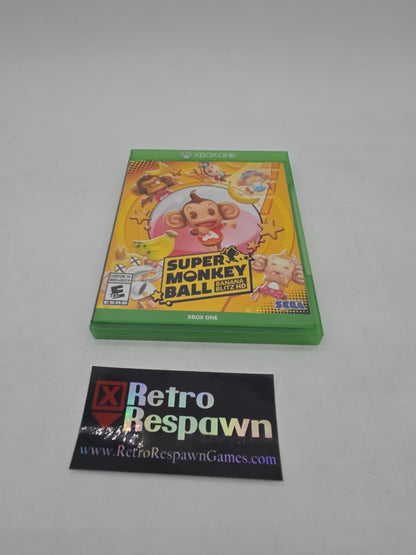 XBOX ONE
SUPER
MONKEY
BALL
BANANA
BLITZ HD
E
ESRB
SEGA
XBOX ONE
Retro
Respawn
www.RetroRespawnGames.com